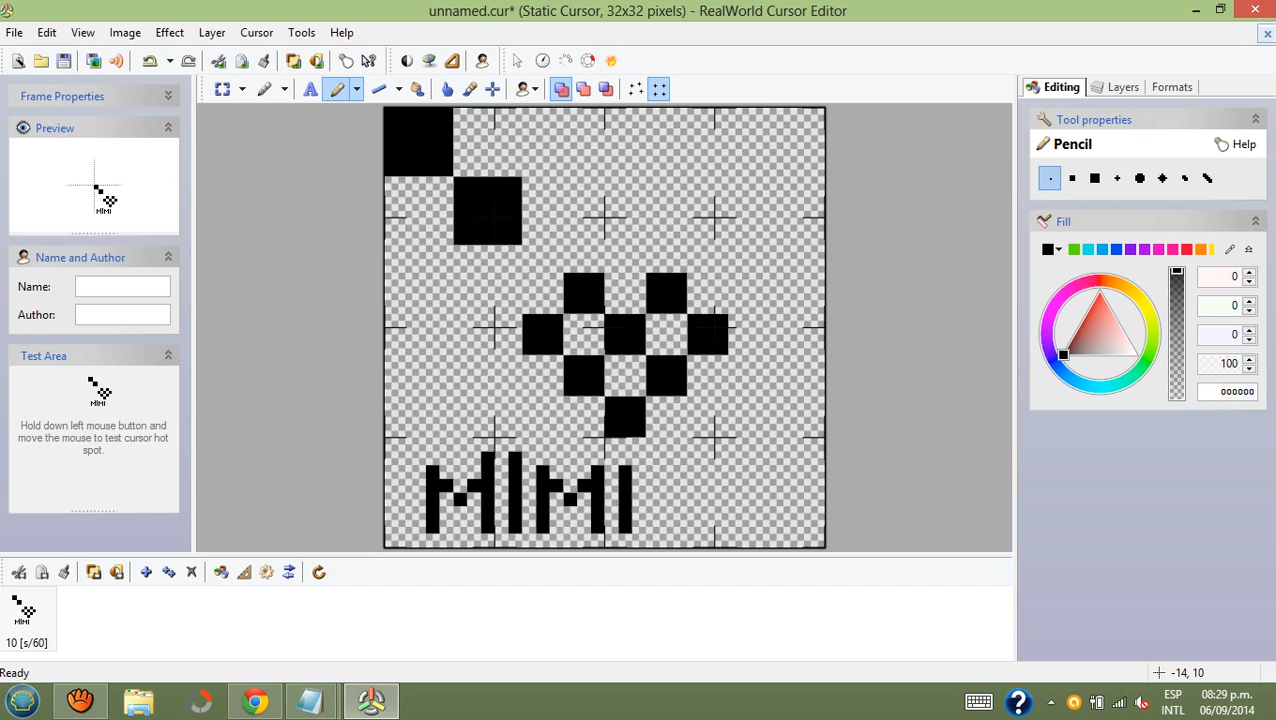 unnamed.cur* (Static Cursor, 32x32 pixels) - RealWorld Cursor Editor
File Edit View Image Effect Layer Cursor Tools Help
Frame Properties
Preview
MIMI
Name and Author
Name:
Author:
Test Area
MIMI
Hold down left mouse button and
move the mouse to test cursor hot
spot.
MIMI
Editing Layers Formats
Tool properties
Pencil Help
Fill
0
0
0
100
000000
MIMI
10 [s/60]
Ready
-14, 10
ESP
INTL
08:29 p.m.
06/09/2014